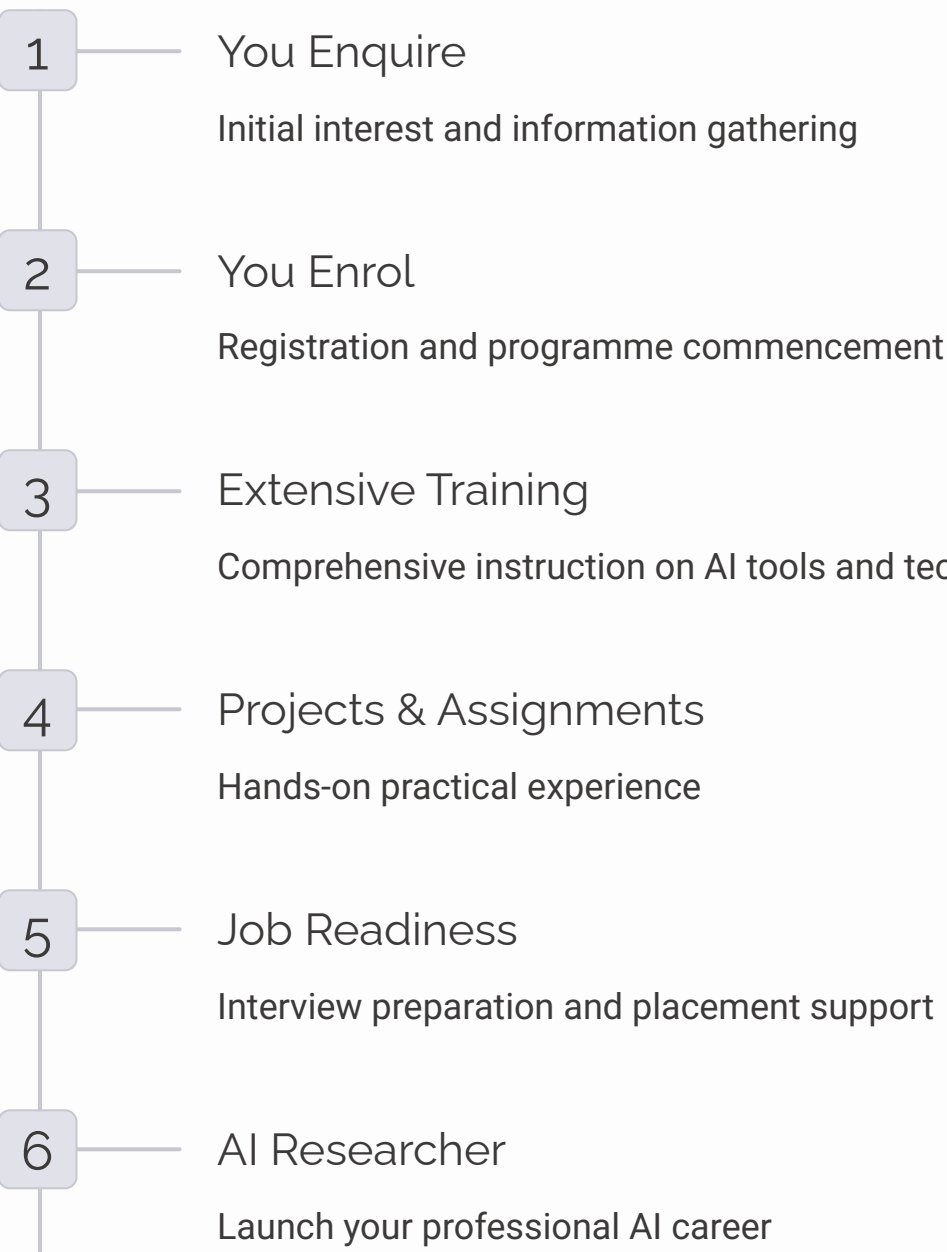 1
You Enquire
Initial interest and information gathering
2
You Enrol
Registration and programme commencement
3
Extensive Training
Comprehensive instruction on AI tools and
4
Projects & Assignments
Hands-on practical experience
5
Job Readiness
Interview preparation and placement support
6
AI Researcher
Launch your professional AI career